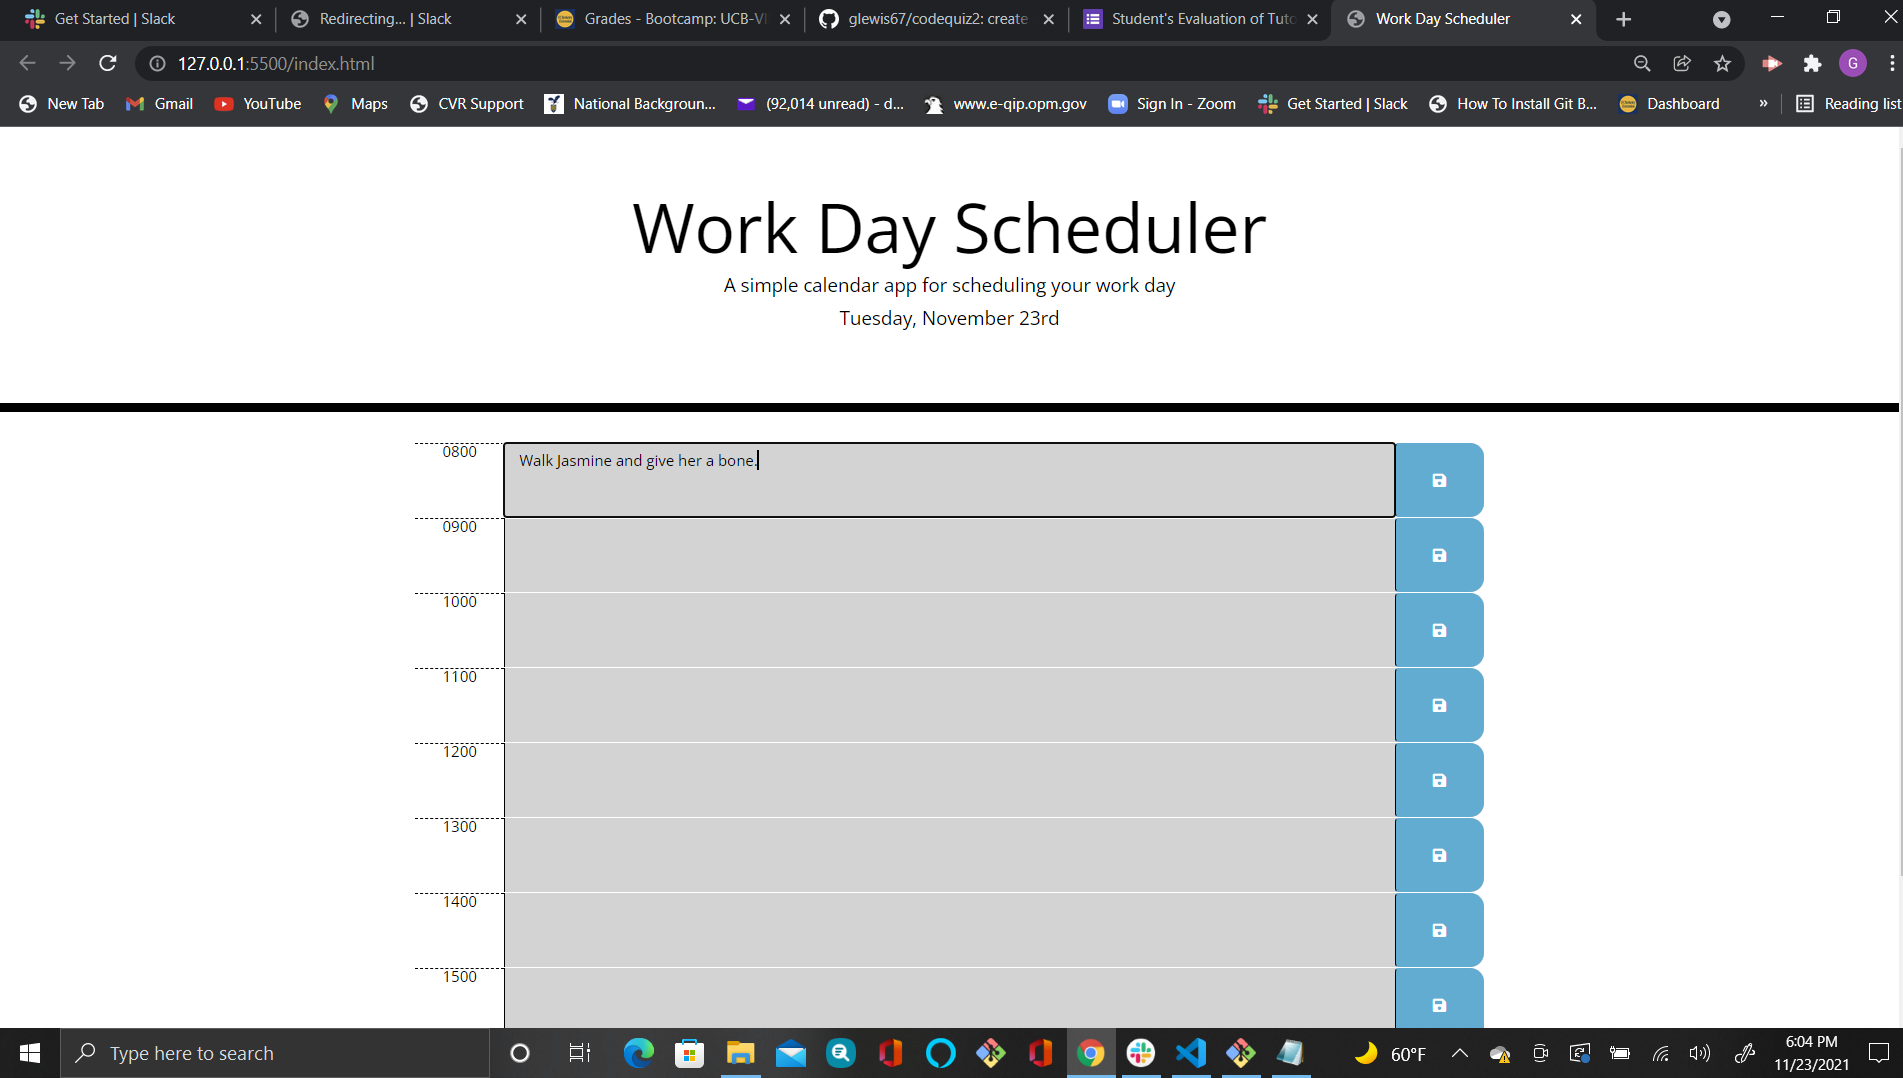 Get Started | Slack
Redirecting... | Slack
Grades - Bootcamp: UCB-VI
glewis67/codequiz2: create
Student's Evaluation of Tuto
Work Day Scheduler
127.0.0.1:5500/index.html
G
New Tab
Gmail
YouTube
Maps
CVR Support
National Backgroun...
(92,014 unread) - d...
www.e-qip.opm.gov
Sign In - Zoom
Get Started | Slack
How To Install Git B...
Dashboard
»
Reading list
Work Day Scheduler
A simple calendar app for scheduling your work day
Tuesday, November 23rd
0800
Walk Jasmine and give her a bone.
0900
1000
1100
1200
1300
1400
1500
Type here to search
60°F
6:04 PM
11/23/2021